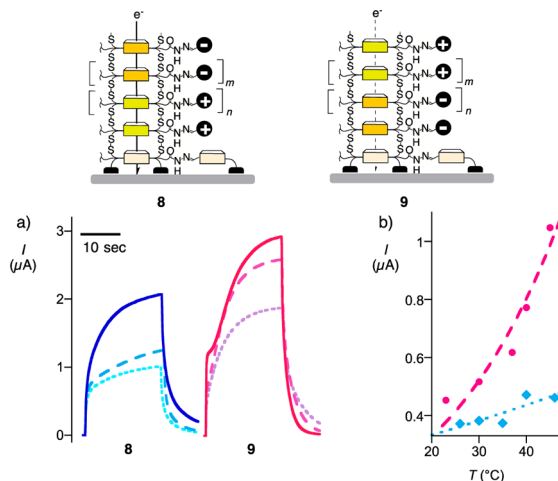 e⁻
e⁻
S S O N N H -
S S O N N H - m
S S O N N H + n
S S O N N H +
O N N H
S S O N N H +
S S O N N H + m
S S O N N H - n
S S O N N H -
O N N H
8
9
a)
b)
I
(µA)
10 sec
3
2
1
0
8
9
I
(µA)
1
0.8
0.6
0.4
20
30
40
T (°C)